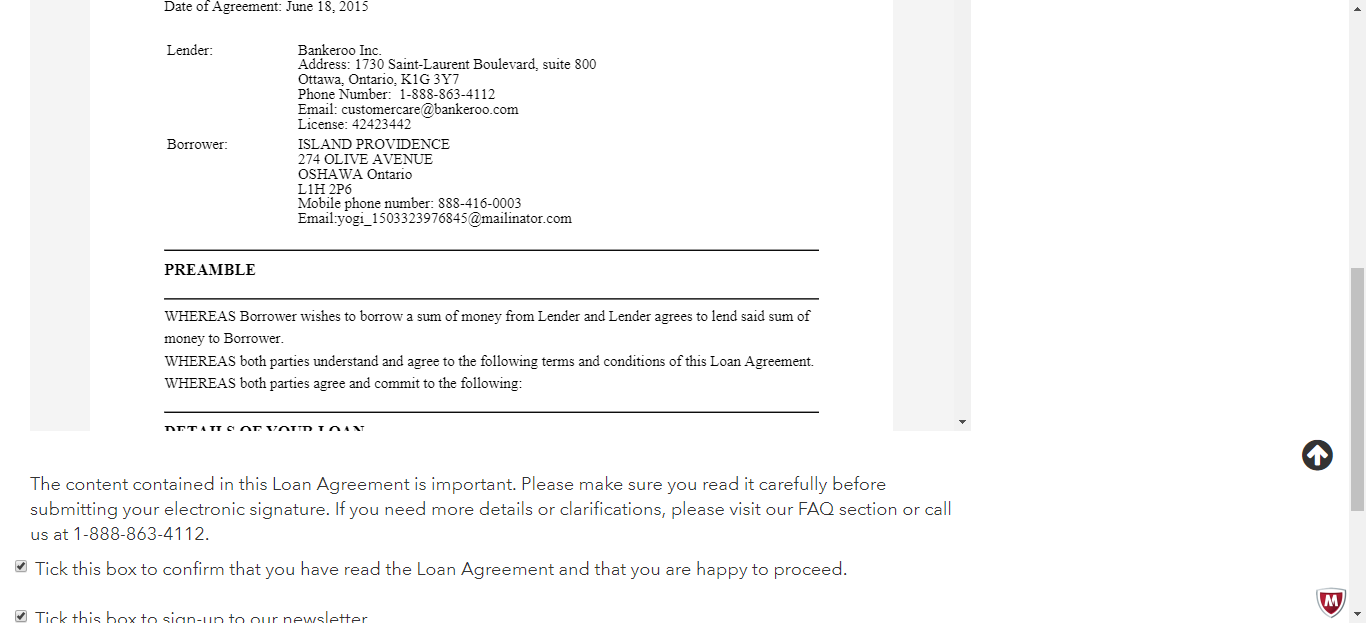 Date of Agreement: June 18, 2015
Lender:
Bankeroo Inc.
Address: 1730 Saint-Laurent Boulevard, suite 800
Ottawa, Ontario, K1G 3Y7
Phone Number:  1-888-863-4112
Email: customercare@bankeroo.com
License: 42423442
Borrower:
ISLAND PROVIDENCE
274 OLIVE AVENUE
OSHAWA Ontario
L1H 2P6
Mobile phone number: 888-416-0003
Email:yogi_1503323976845@mailinator.com
PREAMBLE
WHEREAS Borrower wishes to borrow a sum of money from Lender and Lender agrees to lend said sum of
money to Borrower.
WHEREAS both parties understand and agree to the following terms and conditions of this Loan Agreement.
WHEREAS both parties agree and commit to the following:
DETAILS OF YOUR LOAN
The content contained in this Loan Agreement is important. Please make sure you read it carefully before
submitting your electronic signature. If you need more details or clarifications, please visit our FAQ section or call
us at 1-888-863-4112.
Tick this box to confirm that you have read the Loan Agreement and that you are happy to proceed.
Tick this box to sign-up to our newsletter
M